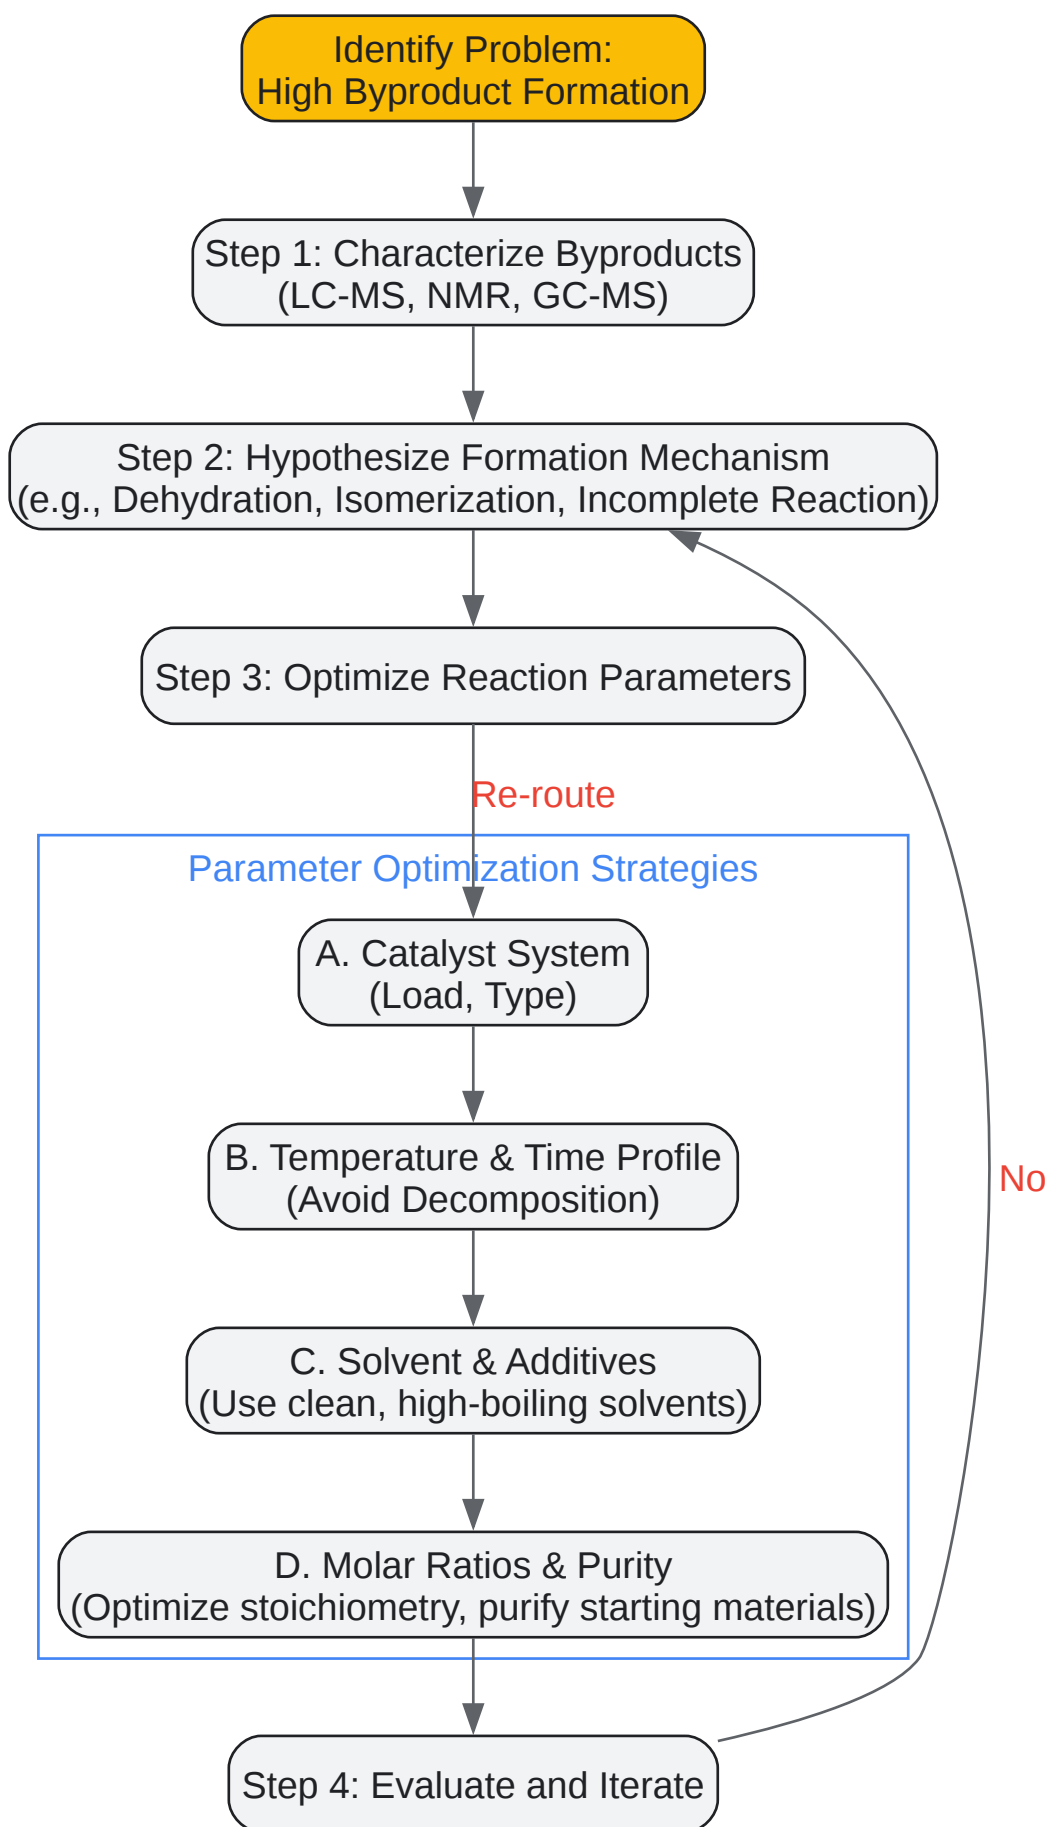 Identify Problem:
High Byproduct Formation
Step 1: Characterize Byproducts
(LC-MS, NMR, GC-MS)
Step 2: Hypothesize Formation Mechanism
(e.g., Dehydration, Isomerization, Incomplete Reaction)
Step 3: Optimize Reaction Parameters
Re-route
Parameter Optimization Strategies
A. Catalyst System
(Load, Type)
B. Temperature & Time Profile
(Avoid Decomposition)
No
C. Solvent & Additives
(Use clean, high-boiling solvents)
D. Molar Ratios & Purity
(Optimize stoichiometry, purify starting materials)
Step 4: Evaluate and Iterate